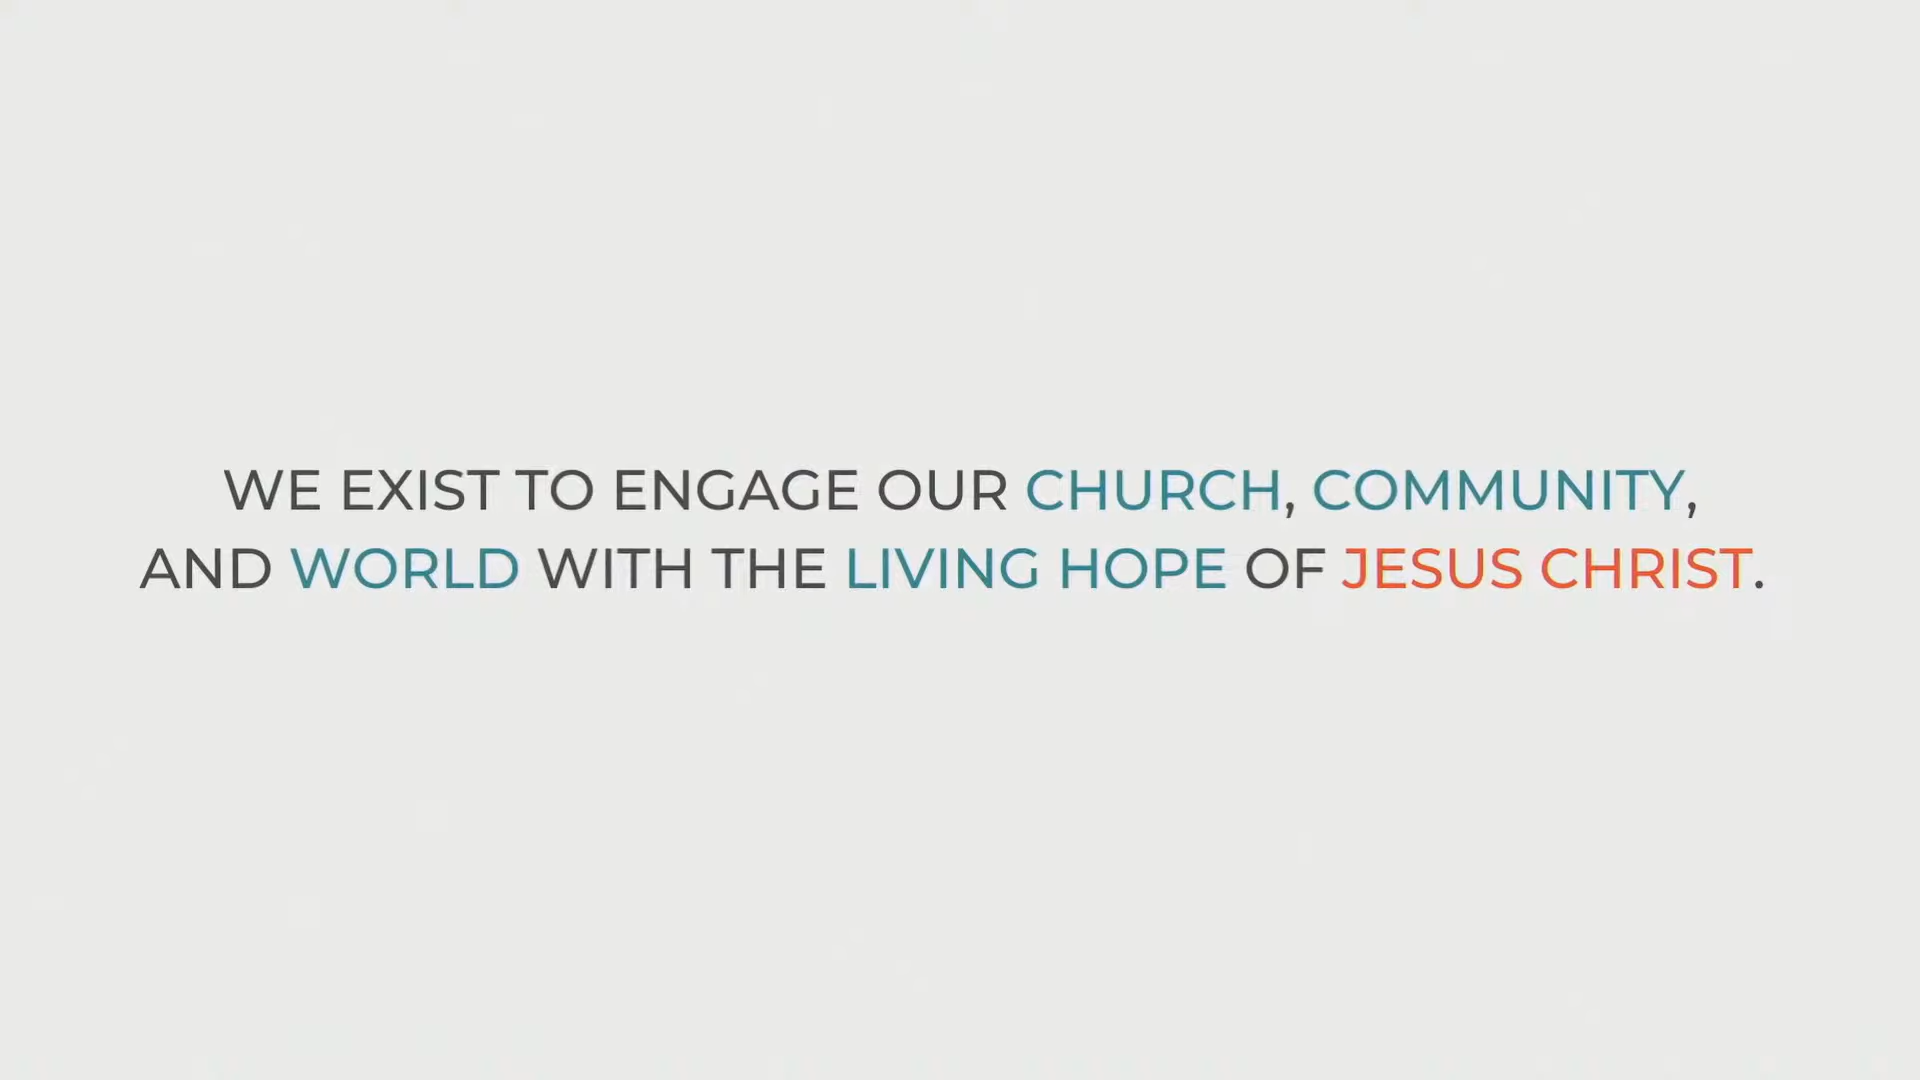 WE EXIST TO ENGAGE OUR CHURCH, COMMUNITY,
AND WORLD WITH THE LIVING HOPE OF JESUS CHRIST.